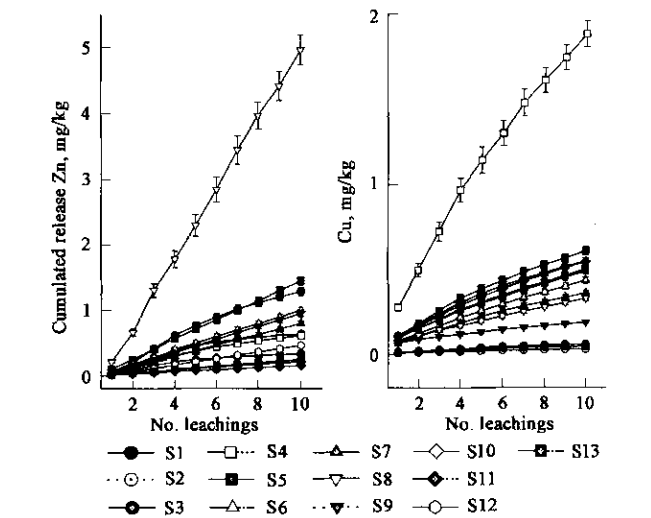 Cumulated release Zn, mg/kg
5
4
3
2
1
0
2 4 6 8 10
No. leachings
Cu, mg/kg
2
1
0
2 4 6 8 10
No. leachings
S1 S4 S7 S10 S13
S2 S5 S8 S11
S3 S6 S9 S12